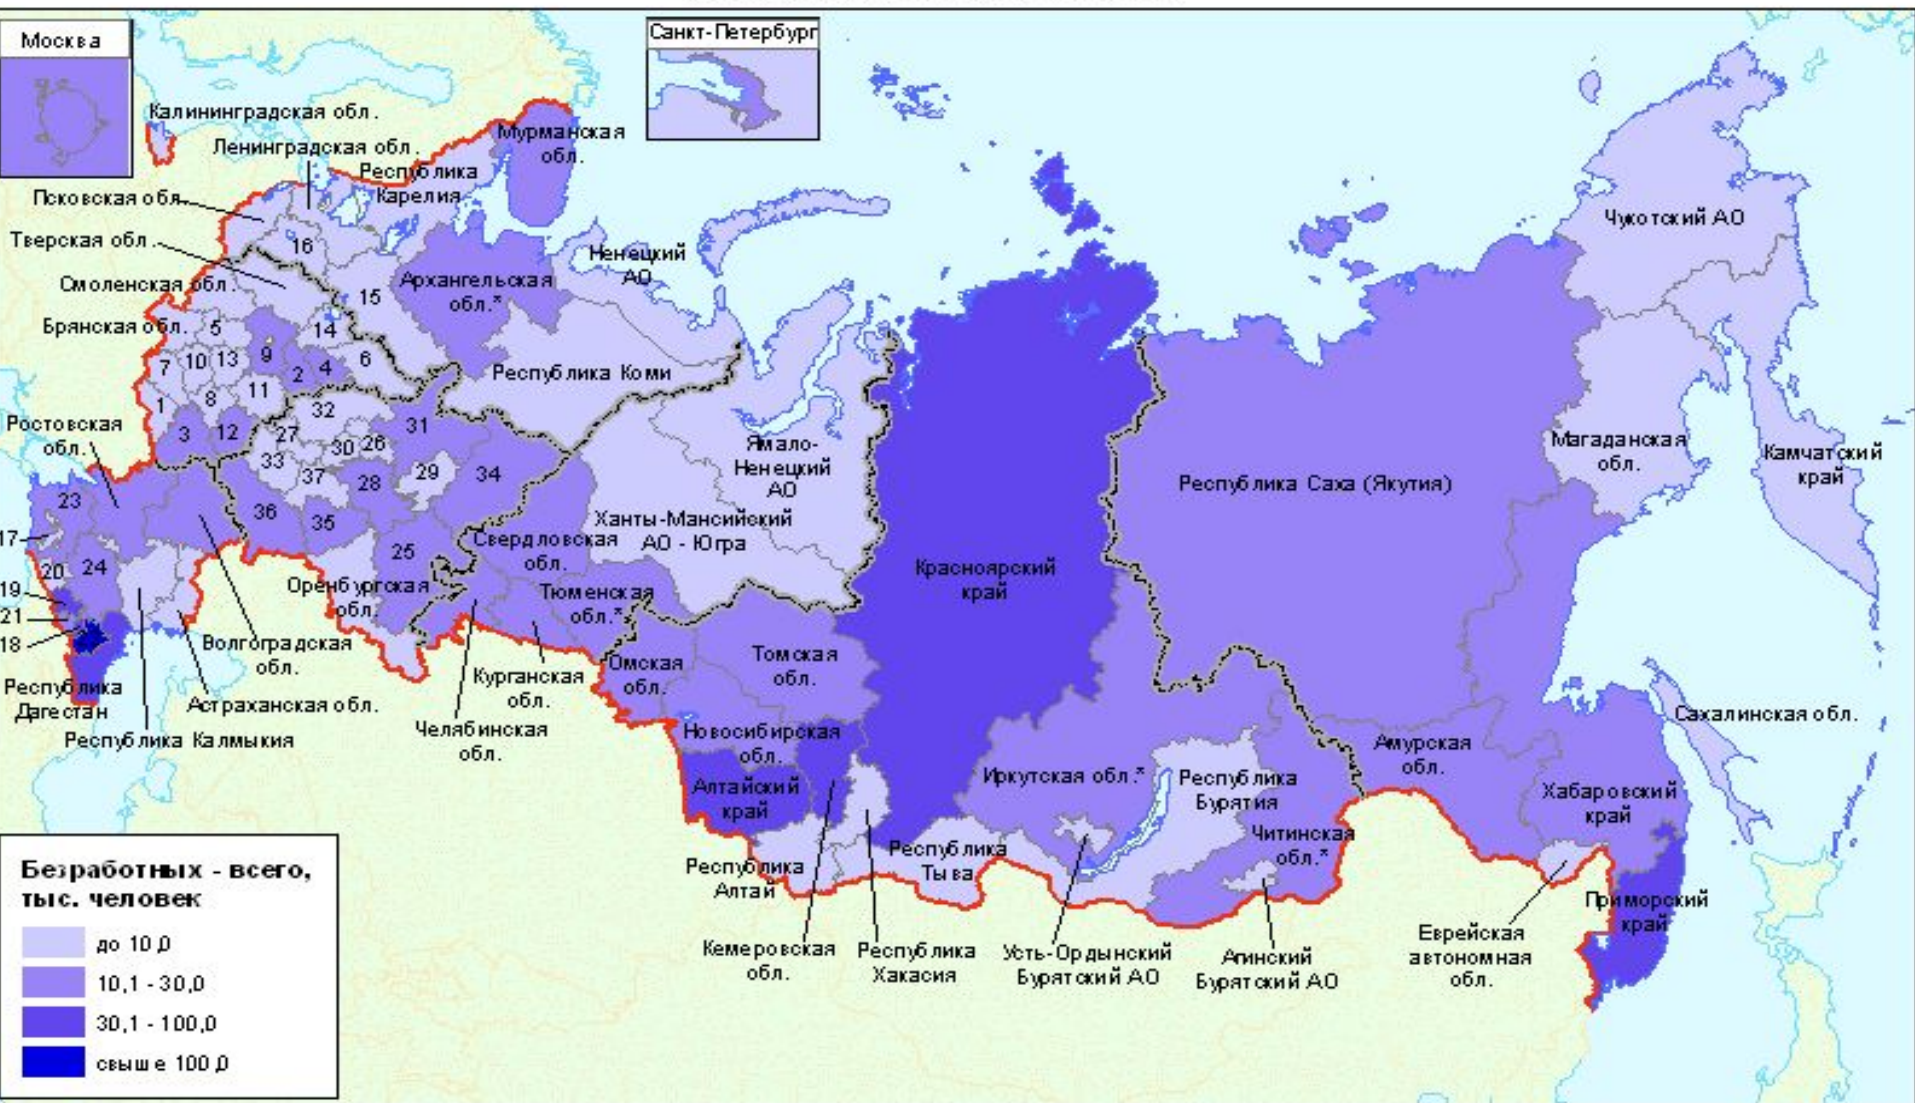 Москва
Санкт-Петербург
Калининградская обл.
Ленинградская обл.
Мурманская
обл.
Республика
Карелия
Псковская обл.
Тверская обл.
Смоленская обл.
Брянская обл.
Ненецкий
АО
Архангельская
обл.*
Республика Коми
Чукотский АО
16
15
5
14
7
10
13
9
2
4
6
8
11
1
3
12
32
31
27
30
26
33
37
28
29
34
36
35
25
Ростовская
обл.
23
17
20
24
19
21
18
Ямало-
Ненецкий
АО
Ханты-Мансийский
АО - Югра
Красноярский
край
Республика Саха (Якутия)
Магаданская
обл.
Камчатский
край
Свердловская
обл.
Тюменская
обл.*
Оренбургская
обл.
Волгоградская
обл.
Астраханская обл.
Республика
Дагестан
Республика Калмыкия
Курганская
обл.
Челябинская
обл.
Омская
обл.
Томская
обл.
Новосибирская
обл.
Алтайский
край
Республика
Алтай
Кемеровская
обл.
Республика
Хакасия
Республика
Тыва
Иркутская обл.*
Республика
Бурятия
Читинская
обл.*
Усть-Ордынский
Бурятский АО
Агинский
Бурятский АО
Амурская
обл.
Хабаровский
край
Сахалинская обл.
Еврейская
автономная
обл.
Приморский
край
Безработных - всего,
тыс. человек
до 10,0
10,1 - 30,0
30,1 - 100,0
свыше 100,0